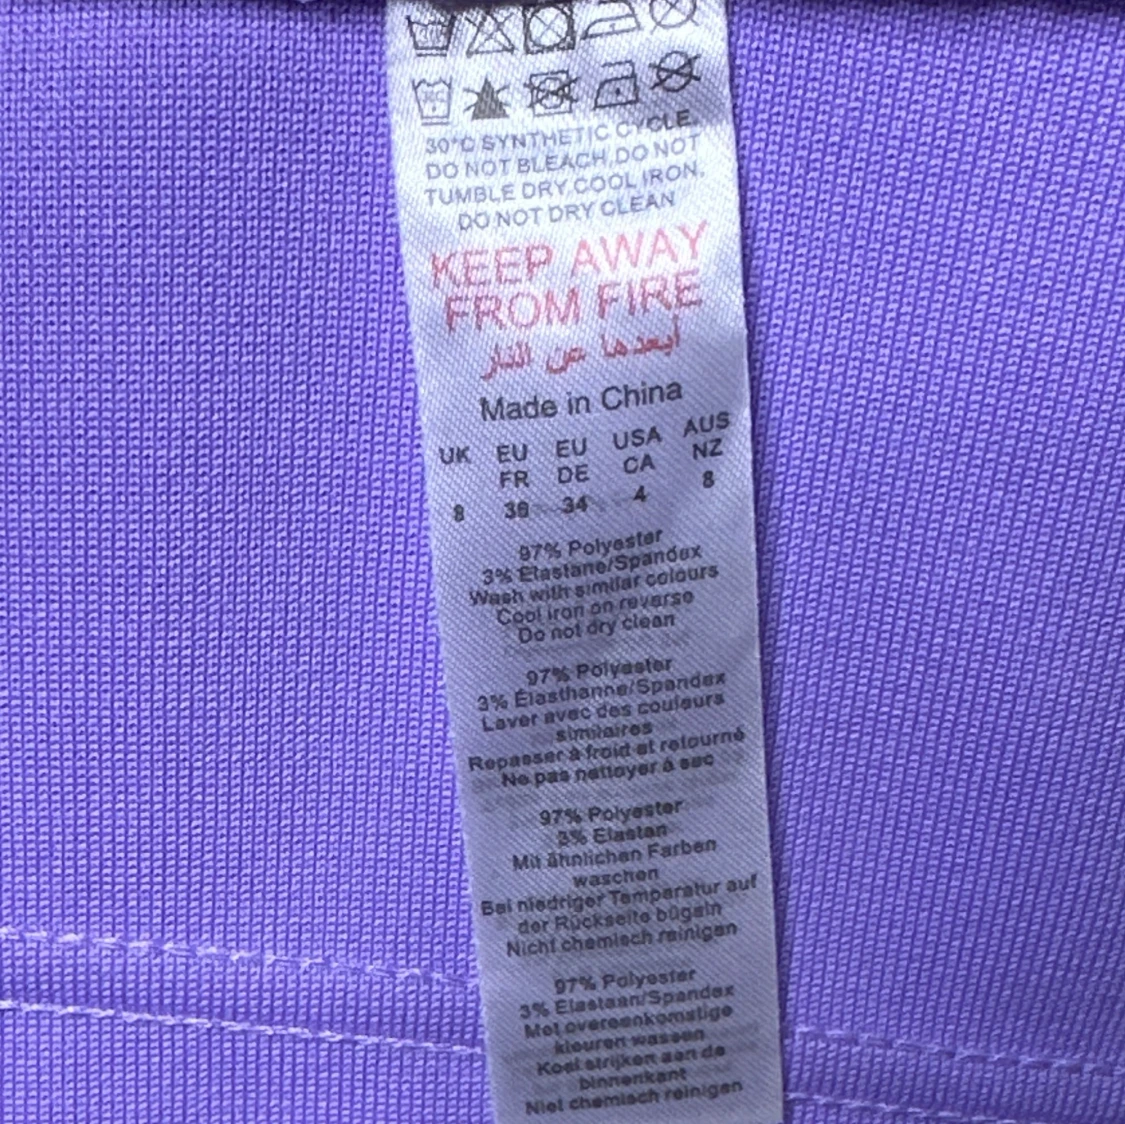 30°C SYNTHETIC CYCLE.
DO NOT BLEACH.DO NOT
TUMBLE DRY.COOL IRON.
DO NOT DRY CLEAN
KEEP AWAY
FROM FIRE
أبعدها عن النار
Made in China
UK EU EU USA AUS
FR DE CA NZ
8 36 34 4 8
97% Polyester
3% Elastane/Spandex
Wash with similar colours
Cool iron on reverse
Do not dry clean
97% Polyester
3% Élasthanne/Spandex
Laver avec des couleurs
similaires
Repasser à froid et retourné
Ne pas nettoyer à sec
97% Polyester
3% Elastan
Mit ähnlichen Farben
waschen
Bei niedriger Temperatur auf
der Rückseite bügeln
Nicht chemisch reinigen
97% Polyester
3% Elastaan/Spandex
Met overeenkomstige
kleuren wassen
Koel strijken aan de
binnenkant
Niet chemisch reinigen